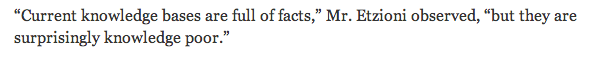 “Current knowledge bases are full of facts,” Mr. Etzioni observed, “but they are
surprisingly knowledge poor.”